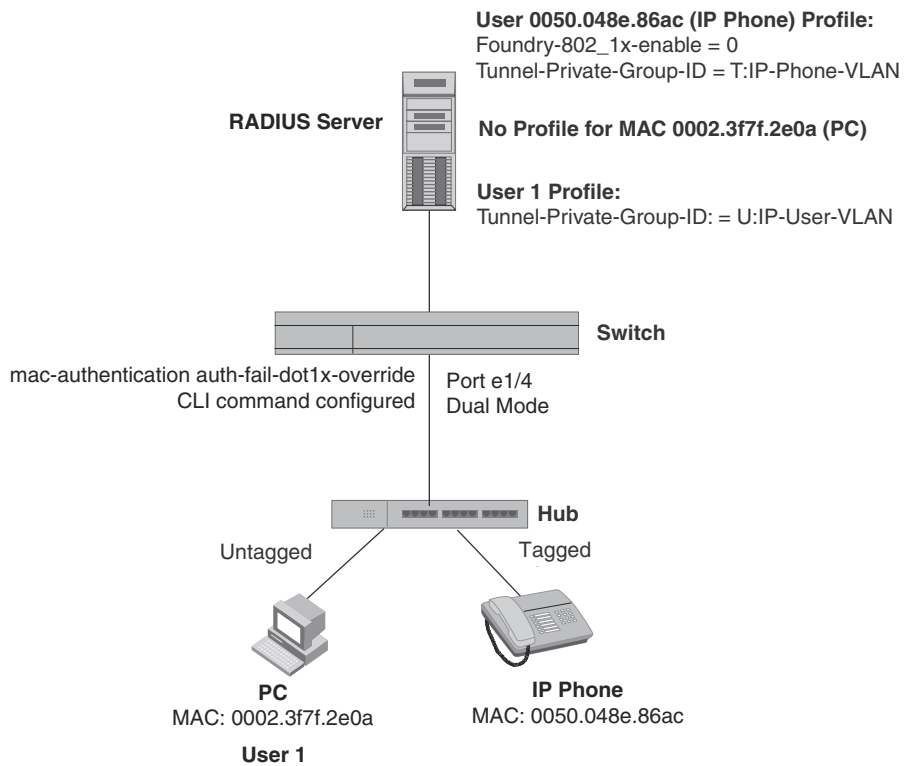 User 0050.048e.86ac (IP Phone) Profile:
Foundry-802_1x-enable = 0
Tunnel-Private-Group-ID = T:IP-Phone-VLAN
RADIUS Server
No Profile for MAC 0002.3f7f.2e0a (PC)
User 1 Profile:
Tunnel-Private-Group-ID: = U:IP-User-VLAN
Switch
mac-authentication auth-fail-dot1x-override
CLI command configured
Port e1/4
Dual Mode
Hub
Untagged
Tagged
PC
MAC: 0002.3f7f.2e0a
User 1
IP Phone
MAC: 0050.048e.86ac